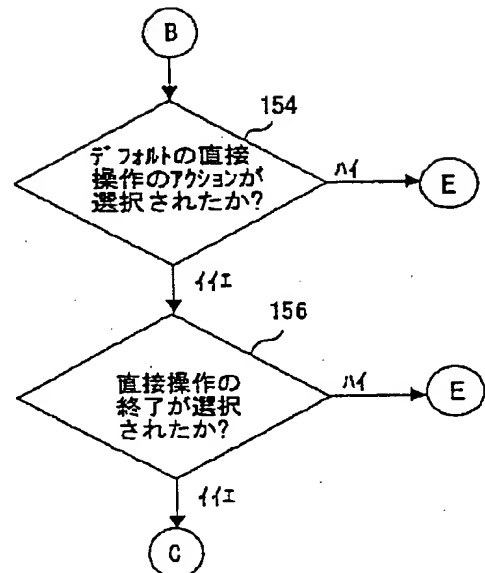 B
154
デフォルトの直接
操作のアクションが
選択されたか?
ハイ
E
イイエ
156
直接操作の
終了が選択
されたか?
ハイ
E
イイエ
C